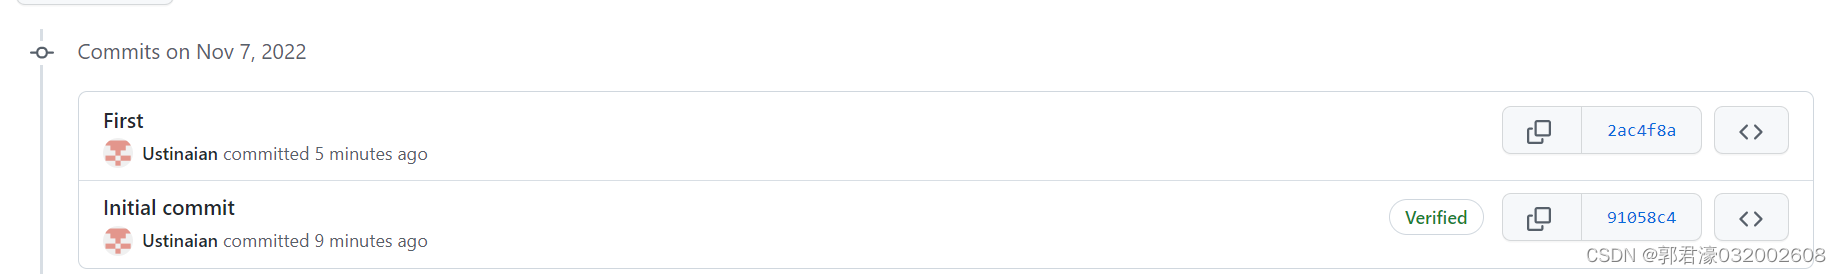 Commits on Nov 7, 2022
First
2ac4f8a
Ustinaian committed 5 minutes ago
Initial commit
Verified
91058c4
Ustinaian committed 9 minutes ago
CSDN @郭君濠032002608